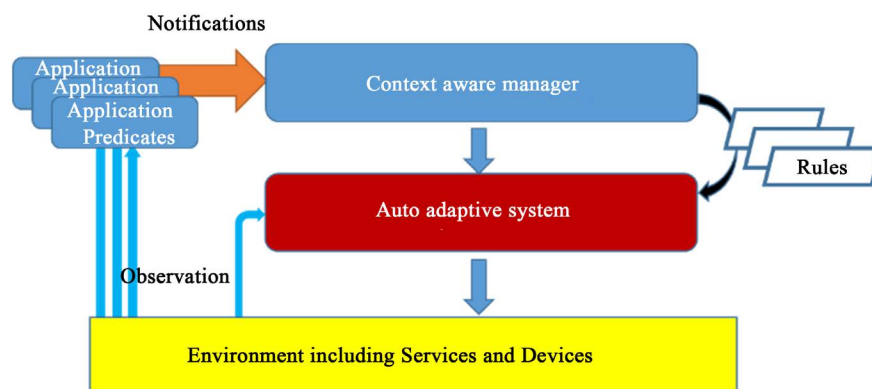 Notifications
Application
Application
Application
Predicates
Context aware manager
Rules
Auto adaptive system
Observation
Environment including Services and Devices